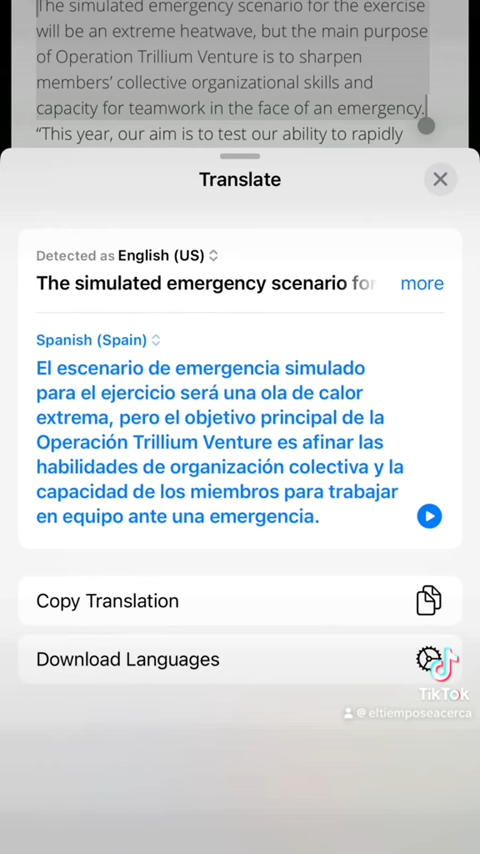 The simulated emergency scenario for the exercise
will be an extreme heatwave, but the main purpose
of Operation Trillium Venture is to sharpen
members’ collective organizational skills and
capacity for teamwork in the face of an emergency.
“This year, our aim is to test our ability to rapidly
Translate
Detected as English (US)
The simulated emergency scenario for more
Spanish (Spain)
El escenario de emergencia simulado
para el ejercicio será una ola de calor
extrema, pero el objetivo principal de la
Operación Trillium Venture es afinar las
habilidades de organización colectiva y la
capacidad de los miembros para trabajar
en equipo ante una emergencia.
Copy Translation
Download Languages
TikTok
@eltiemposeacerca